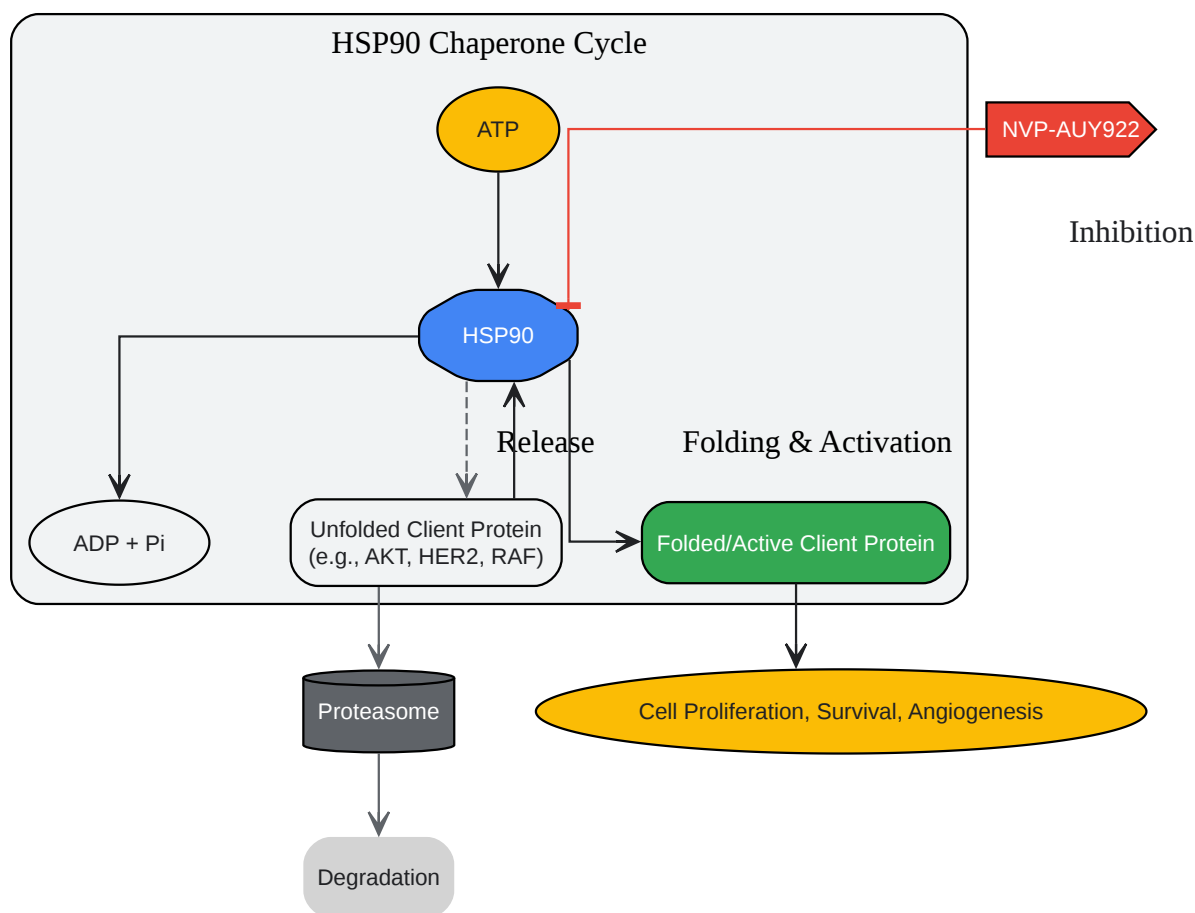 HSP90 Chaperone Cycle
ATP
NVP-AUY922
Inhibition
HSP90
Release
Folding & Activation
ADP + Pi
Unfolded Client Protein
(e.g., AKT, HER2, RAF)
Folded/Active Client Protein
Proteasome
Cell Proliferation, Survival, Angiogenesis
Degradation